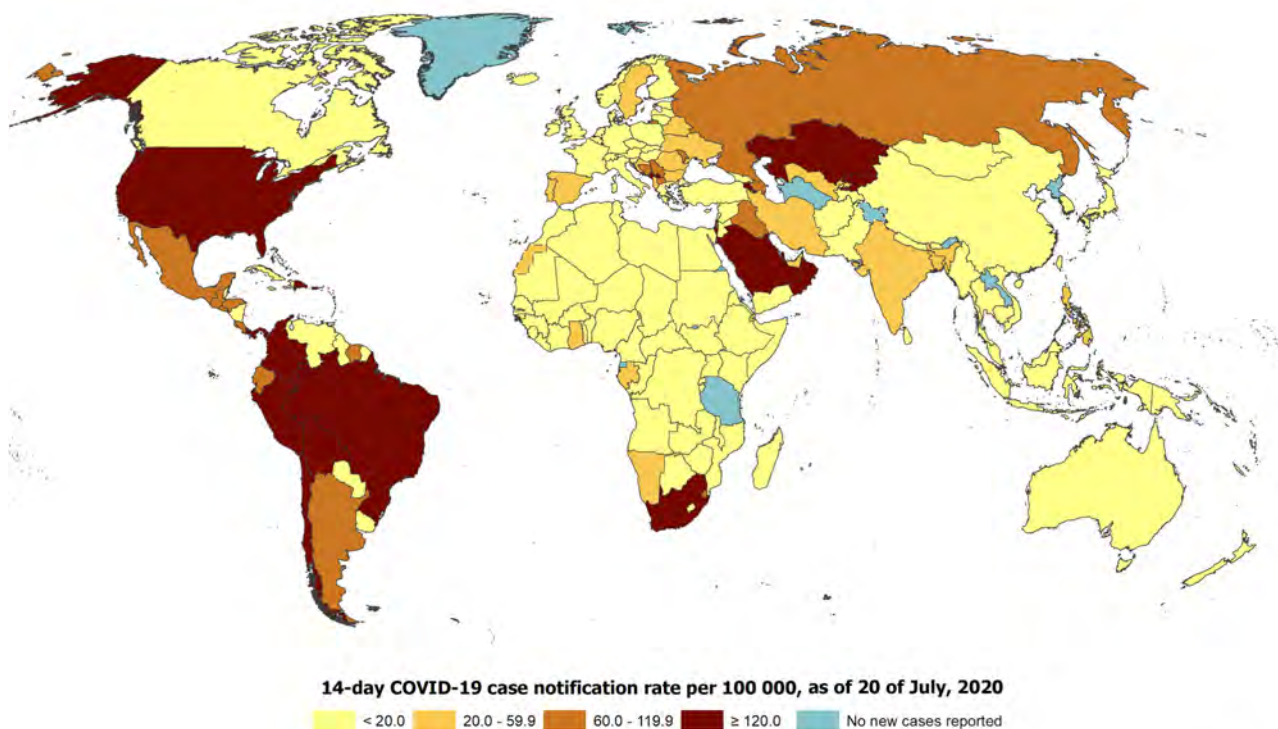 14-day COVID-19 case notification rate per 100 000, as of 20 of July, 2020
< 20.0 20.0 - 59.9 60.0 - 119.9 ≥ 120.0 No new cases reported